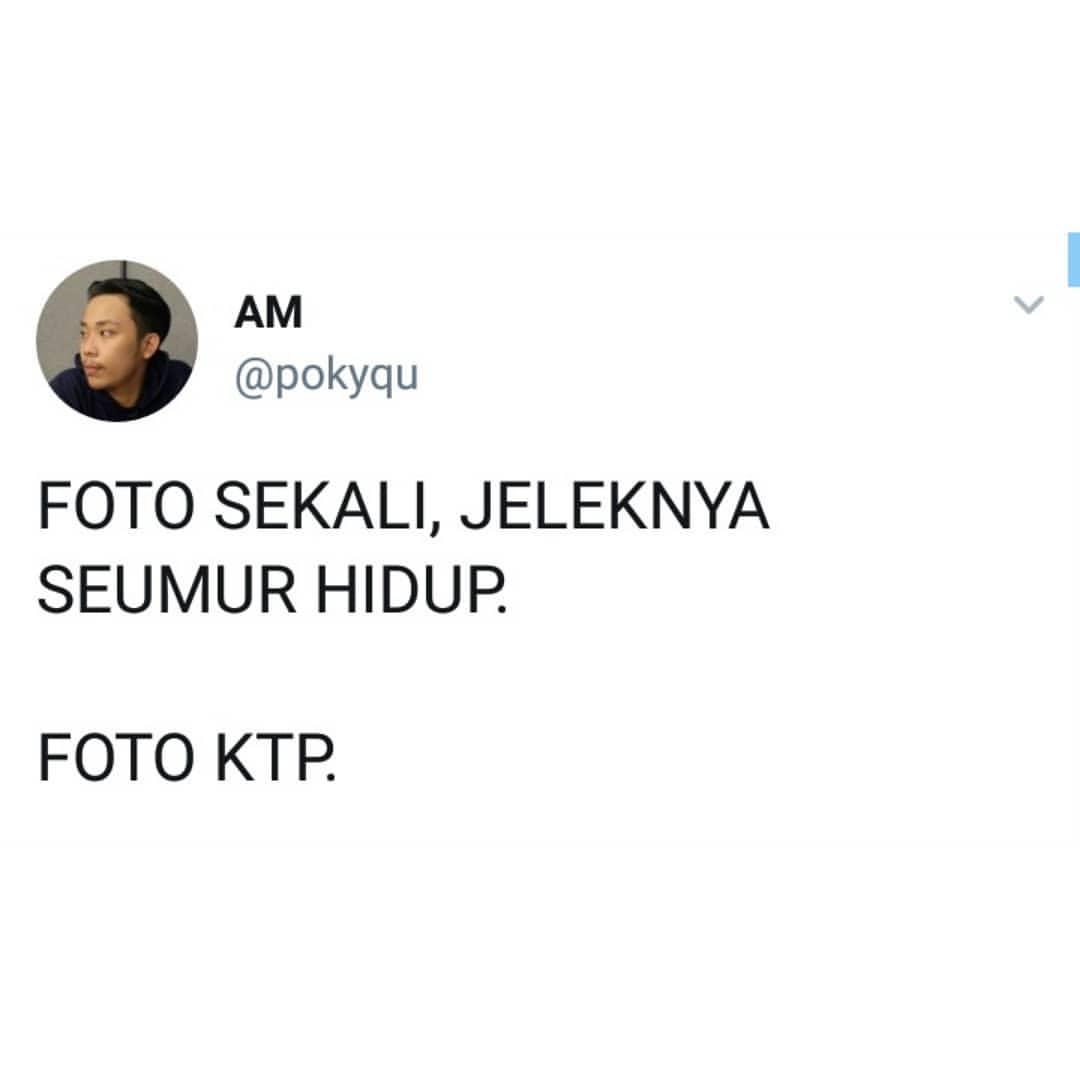 AM
@pokyqu
FOTO SEKALI, JELEKNYA
SEUMUR HIDUP.
FOTO KTP.